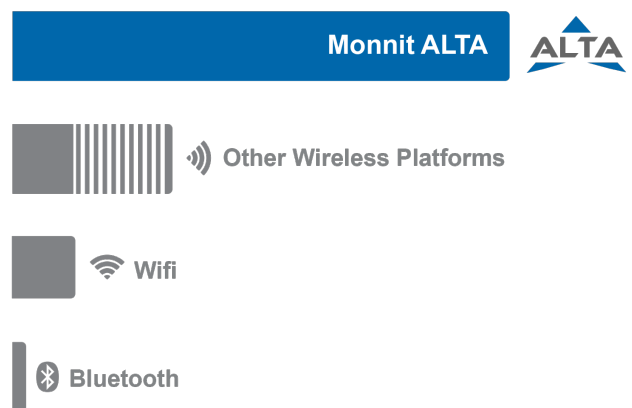 Monnit ALTA
ALTA
Other Wireless Platforms
Wifi
Bluetooth